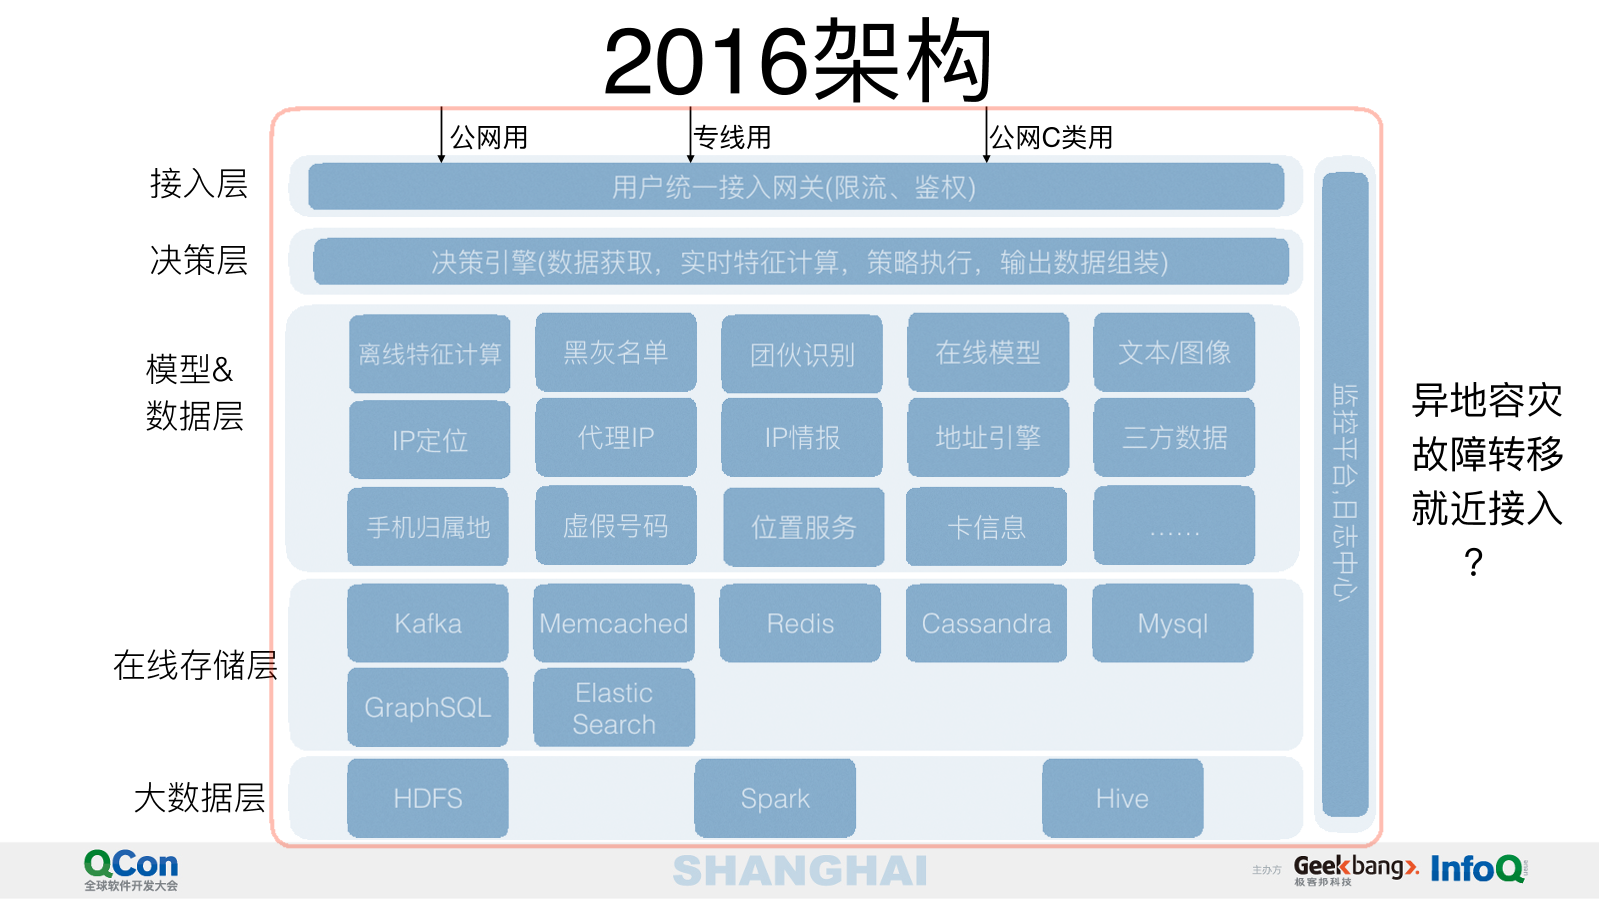 2016架构
公网用
专线用
公网C类用
接入层
用户统一接入网关(限流、鉴权)
决策层
决策引擎(数据获取，实时特征计算，策略执行，输出数据组装)
模型&
数据层
离线特征计算
黑灰名单
团伙识别
在线模型
文本/图像
IP定位
代理IP
IP情报
地址引擎
三方数据
手机归属地
虚假号码
位置服务
卡信息
......
在线存储层
Kafka
Memcached
Redis
Cassandra
Mysql
GraphSQL
Elastic
Search
大数据层
HDFS
Spark
Hive
监控平台,日志中心
异地容灾
故障转移
就近接入
？
QCon
全球软件开发大会
SHANGHAI
主办方
Geekbang>.
极客邦科技
InfoQ